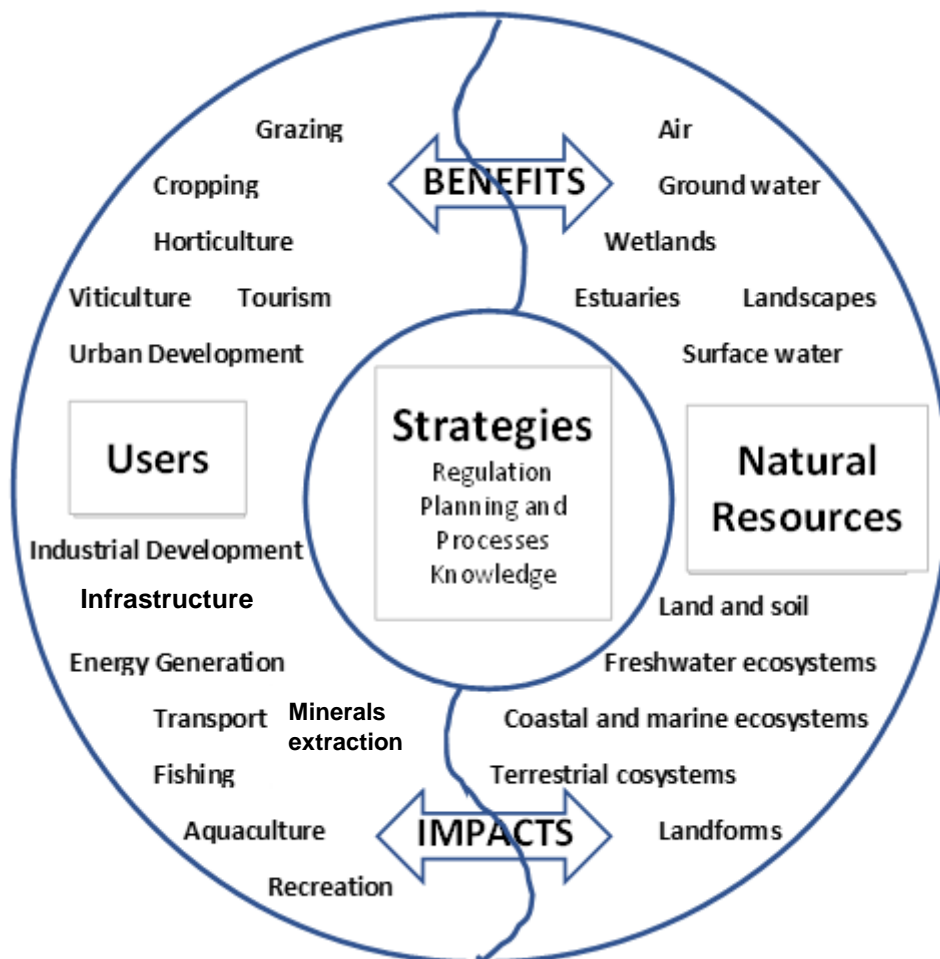 Grazing
Cropping
Horticulture
Viticulture Tourism
Urban Development
Users
Industrial Development
Infrastructure
Energy Generation
Transport Minerals
extraction
Fishing
Aquaculture
Recreation
BENEFITS
Strategies
Regulation
Planning and
Processes
Knowledge
IMPACTS
Air
Ground water
Wetlands
Estuaries Landscapes
Surface water
Natural
Resources
Land and soil
Freshwater ecosystems
Coastal and marine ecosystems
Terrestrial cosystems
Landforms